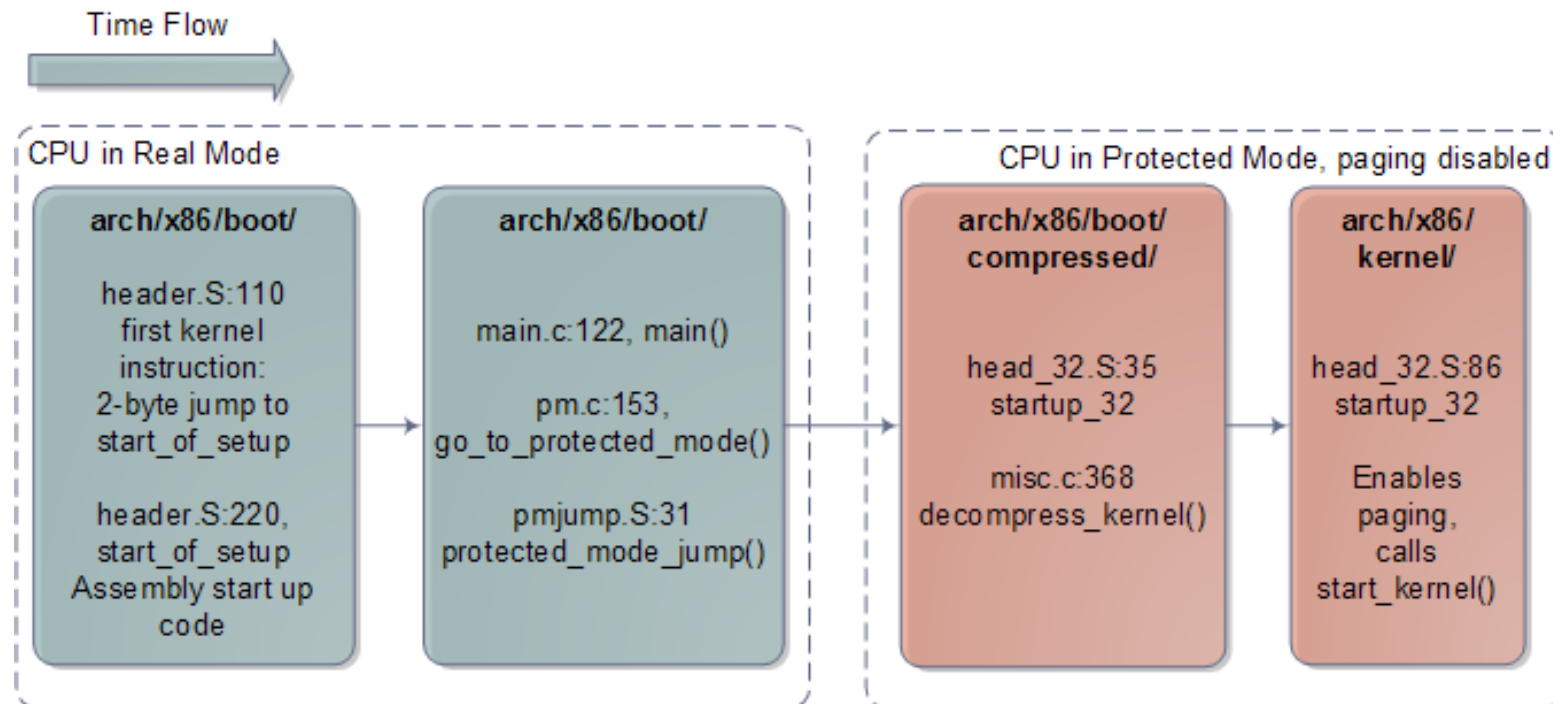 Time Flow
CPU in Real Mode
arch/x86/boot/
header.S:110
first kernel
instruction:
2-byte jump to
start_of_setup
header.S:220,
start_of_setup
Assembly start up
code
arch/x86/boot/
main.c:122, main()
pm.c:153,
go_to_protected_mode()
pmjump.S:31
protected_mode_jump()
CPU in Protected Mode, paging disabled
arch/x86/boot/
compressed/
head_32.S:35
startup_32
misc.c:368
decompress_kernel()
arch/x86/
kernel/
head_32.S:86
startup_32
Enables
paging,
calls
start_kernel()